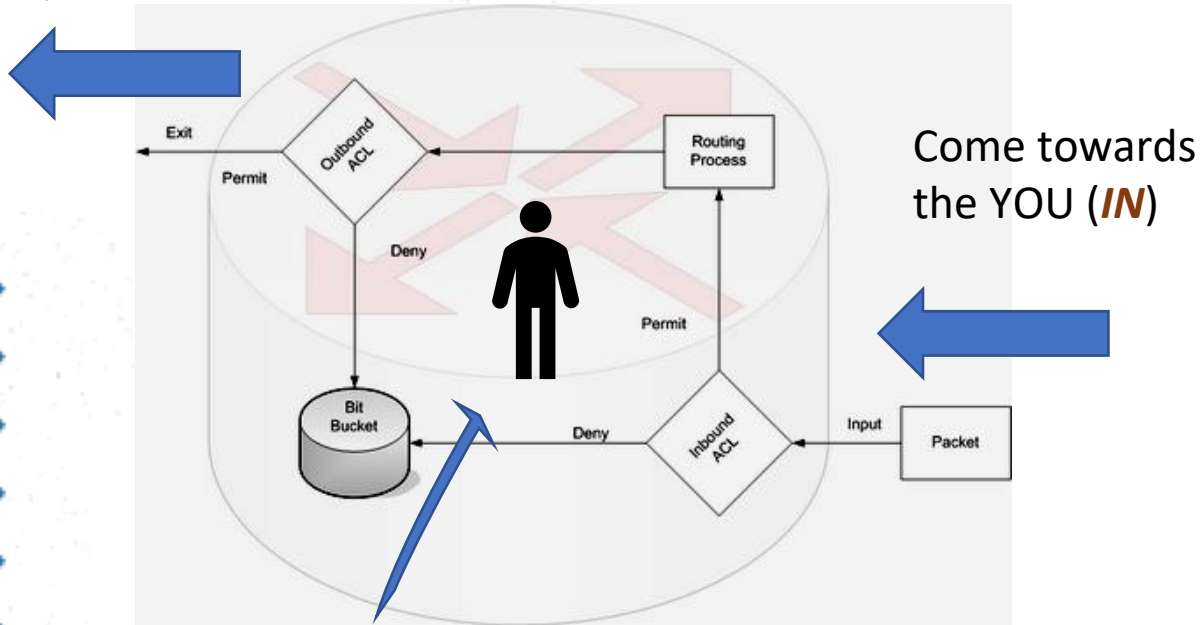 Exit
Outbound
ACL
Permit
Routing
Process
Come towards
the YOU (IN)
Deny
Permit
Bit
Bucket
Deny
Inbound
ACL
Input
Packet